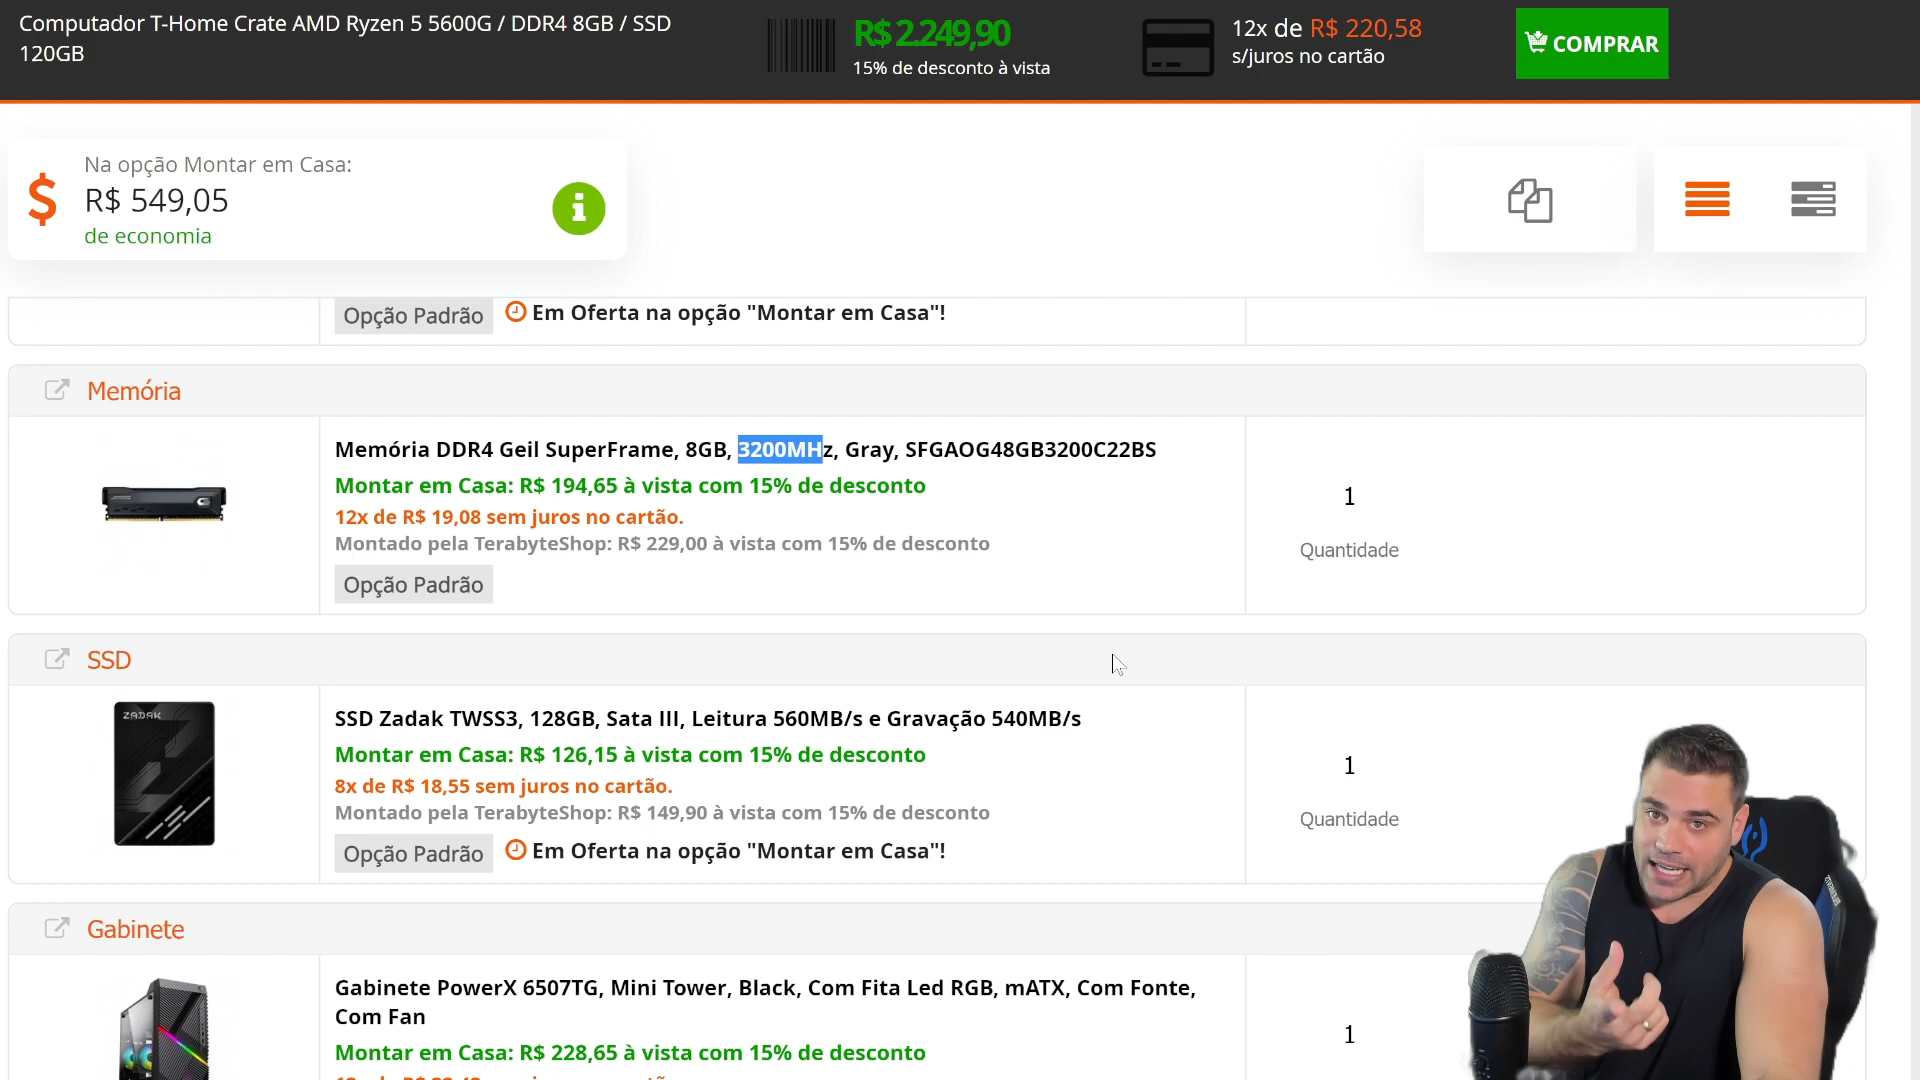 Computador T-Home Crate AMD Ryzen 5 5600G / DDR4 8GB / SSD
120GB
R$ 2.249,90
15% de desconto à vista
12x de R$ 220,58
s/juros no cartão
COMPRAR
Na opção Montar em Casa:
R$ 549,05
de economia
Opção Padrão
Em Oferta na opção "Montar em Casa"!
Memória
Memória DDR4 Geil SuperFrame, 8GB, 3200MHz, Gray, SFGAOG48GB3200C22BS
Montar em Casa: R$ 194,65 à vista com 15% de desconto
12x de R$ 19,08 sem juros no cartão.
Montado pela TerabyteShop: R$ 229,00 à vista com 15% de desconto
Opção Padrão
1
Quantidade
SSD
ZADAK
SSD Zadak TWSS3, 128GB, Sata III, Leitura 560MB/s e Gravação 540MB/s
Montar em Casa: R$ 126,15 à vista com 15% de desconto
8x de R$ 18,55 sem juros no cartão.
Montado pela TerabyteShop: R$ 149,90 à vista com 15% de desconto
Opção Padrão
Em Oferta na opção "Montar em Casa"!
1
Quantidade
Gabinete
Gabinete PowerX 6507TG, Mini Tower, Black, Com Fita Led RGB, mATX, Com Fonte,
Com Fan
Montar em Casa: R$ 228,65 à vista com 15% de desconto
1